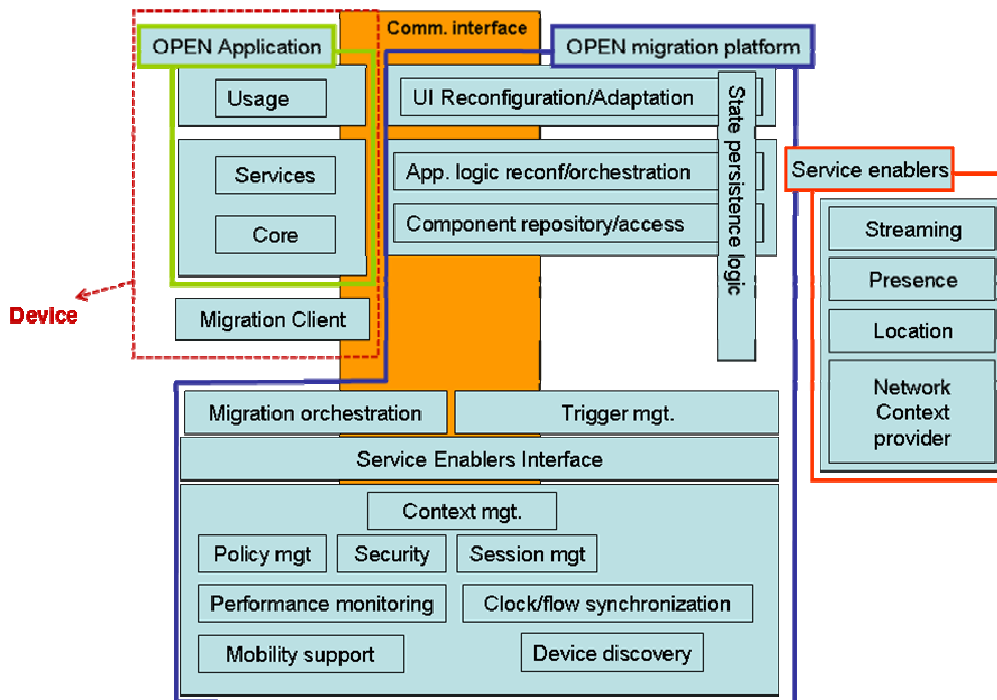 Comm. interface
OPEN Application
OPEN migration platform
Usage
UI Reconfiguration/Adaptation
State persistence logic
Services
App. logic reconf/orchestration
Service enablers
Core
Component repository/access
Streaming
Presence
Device
Migration Client
Location
Network
Context
provider
Migration orchestration
Trigger mgt.
Service Enablers Interface
Context mgt.
Policy mgt
Security
Session mgt
Performance monitoring
Clock/flow synchronization
Mobility support
Device discovery